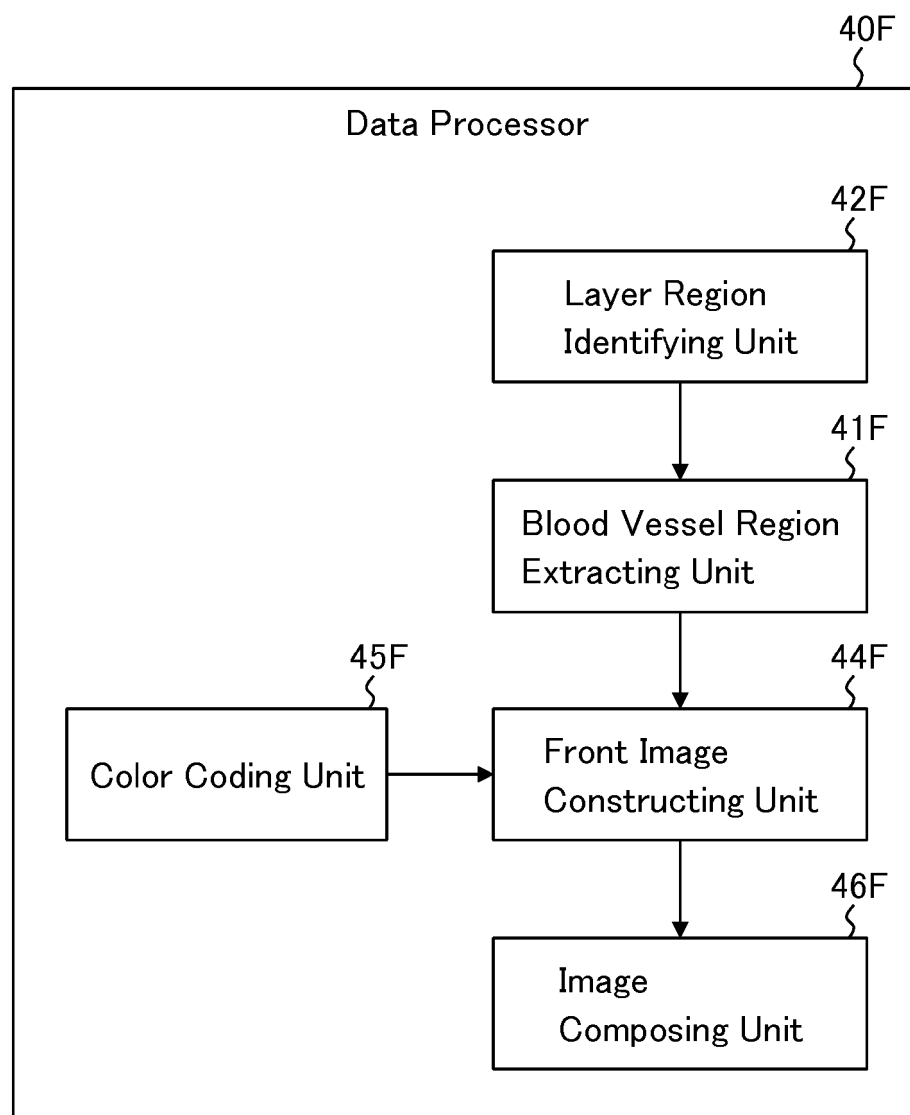 40F
Data Processor
42F
Layer Region
Identifying Unit
41F
Blood Vessel Region
Extracting Unit
45F
Color Coding Unit
44F
Front Image
Constructing Unit
46F
Image
Composing Unit